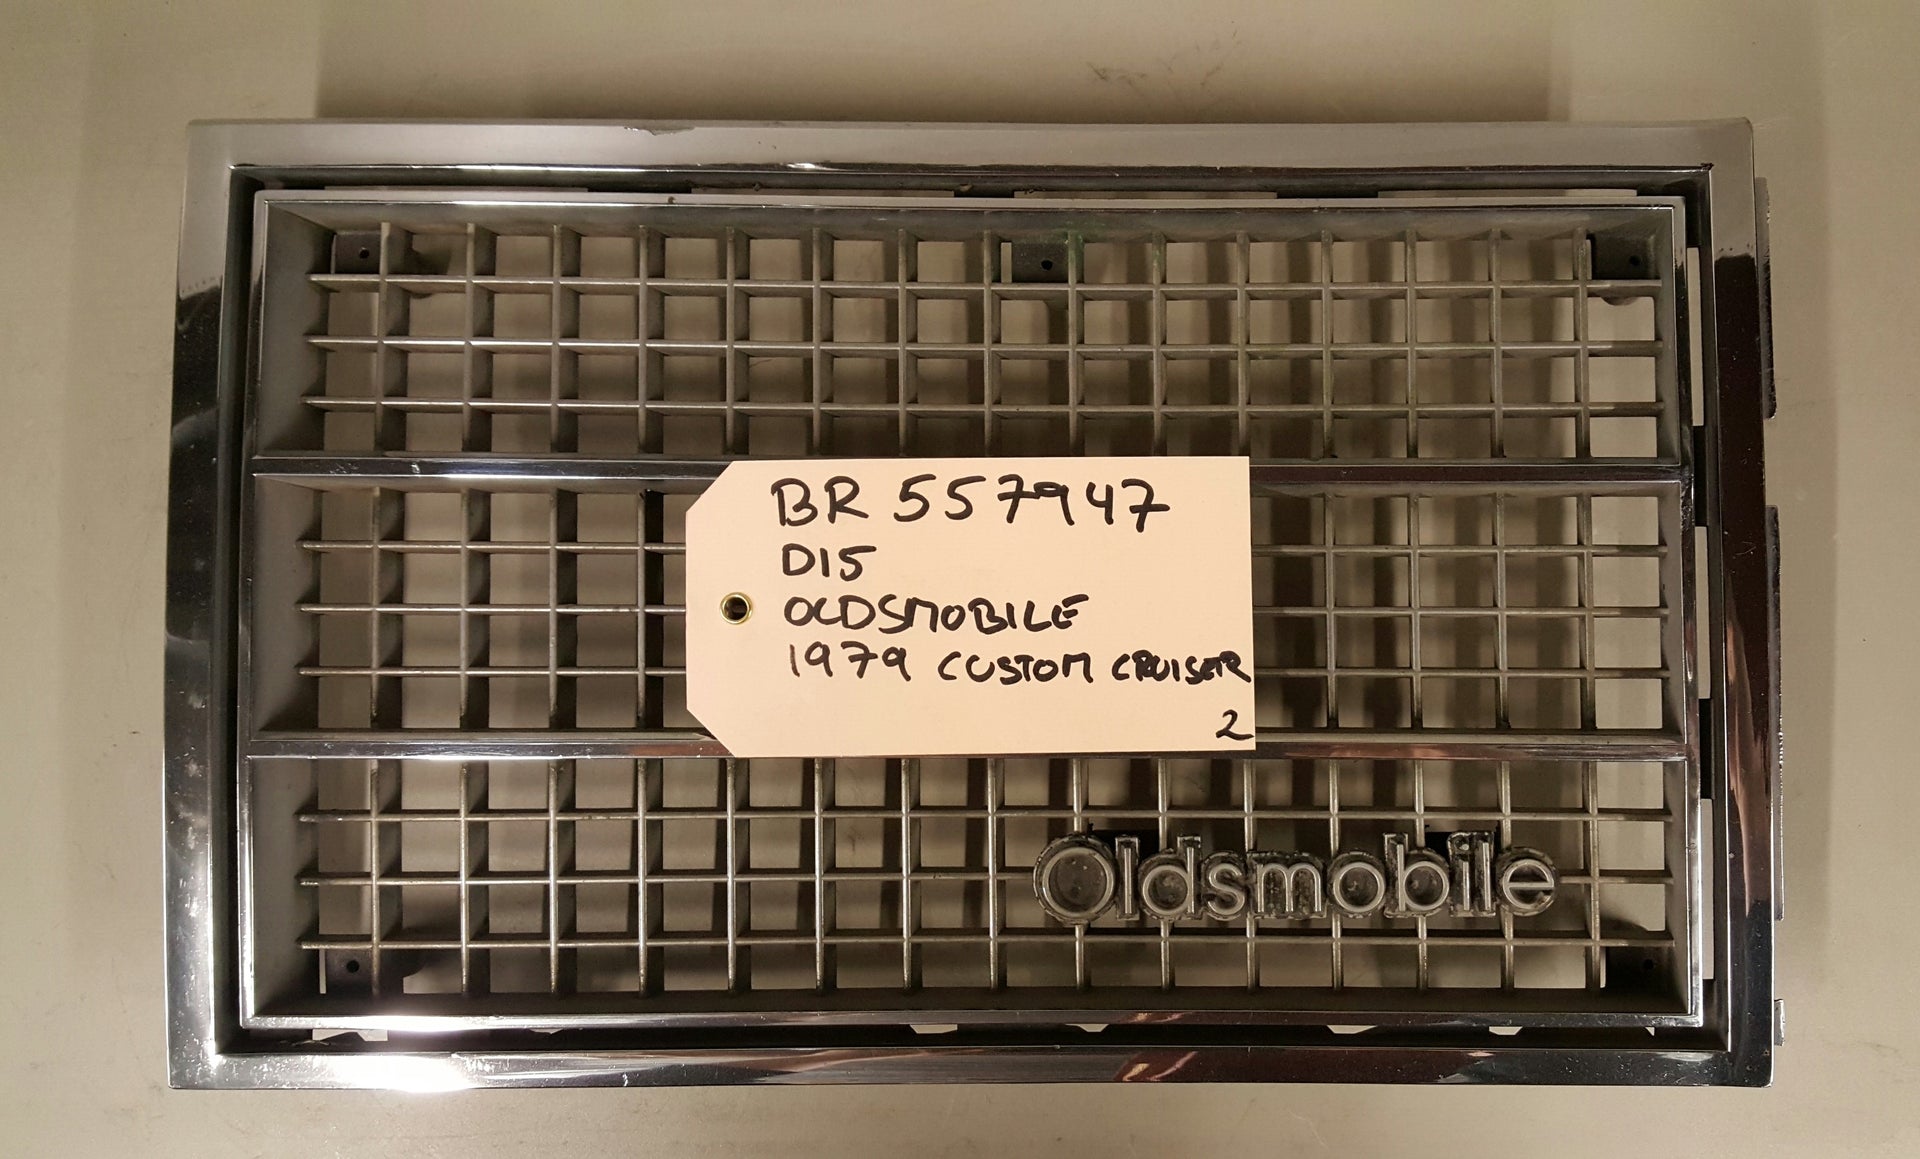 BR 557947
D15
OLDSMOBILE
1979 CUSTOM CRUISER
2
Oldsmobile